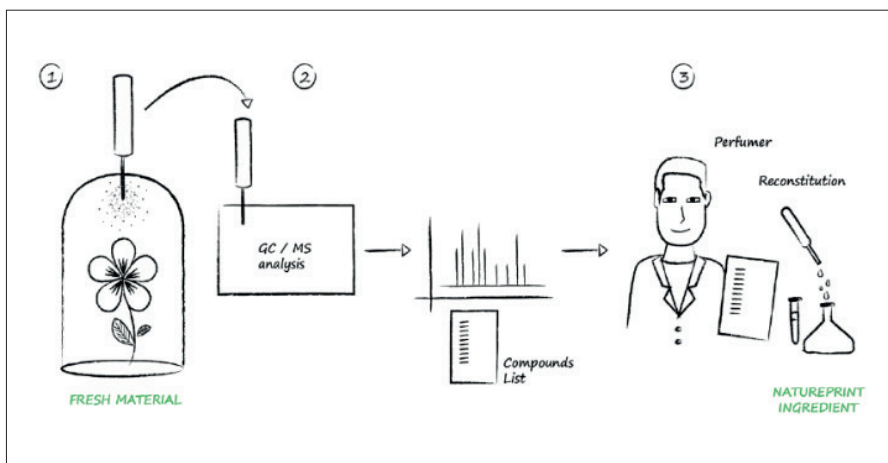 1
2
3
Perfumer
Reconstitution
GC / MS
analysis
Compounds
List
FRESH MATERIAL
NATUREPRINT
INGREDIENT